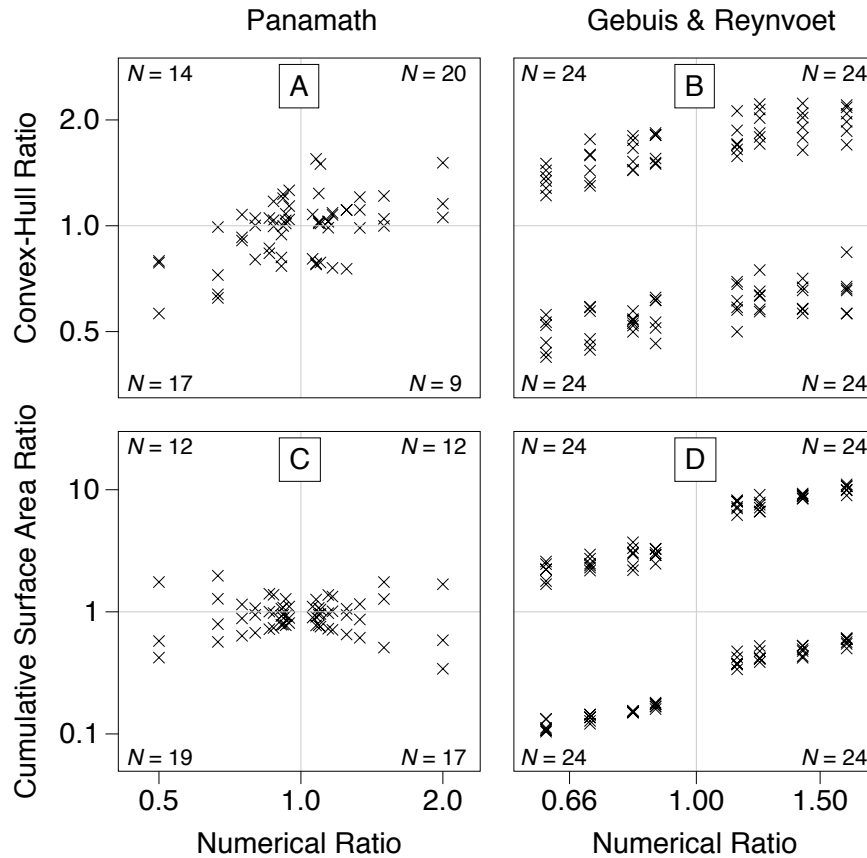 Panamath
Gebuis & Reynvoet
N = 14
A
N = 20
N = 24
B
N = 24
Convex-Hull Ratio
2.0
1.0
0.5
N = 17
N = 9
N = 24
N = 24
N = 12
C
N = 12
N = 24
D
N = 24
Cumulative Surface Area Ratio
10
1
0.1
N = 19
N = 17
N = 24
N = 24
0.5
1.0
2.0
0.66
1.00
1.50
Numerical Ratio
Numerical Ratio